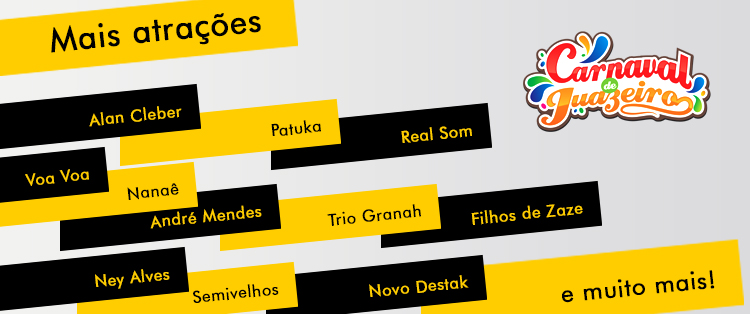 Mais atrações
Carnaval
de
Juazeiro
Alan Cleber
Patuka
Real Som
Voa Voa
Nanaê
André Mendes
Trio Granah
Filhos de Zaze
Ney Alves
Semivelhos
Novo Destak
e muito mais!